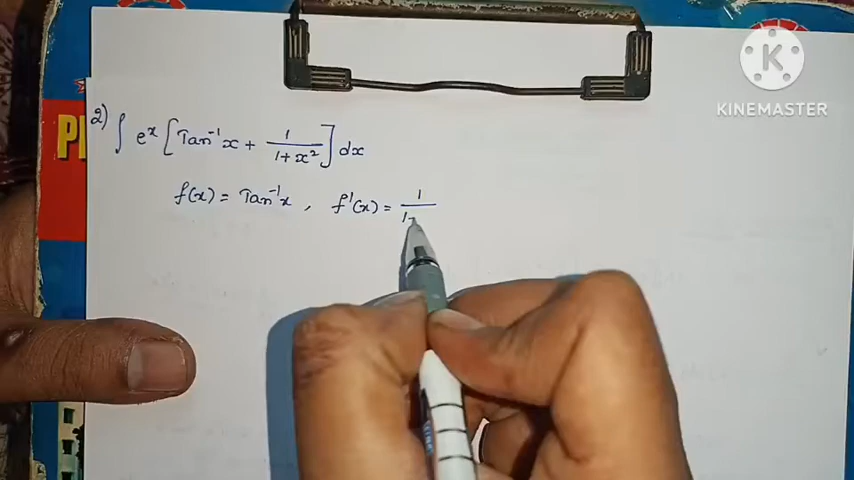 K
KINEMASTER
2) ∫ eˣ [Tan⁻¹x + 1/(1+x²)] dx
f(x) = Tan⁻¹x , f'(x) = 1/1-